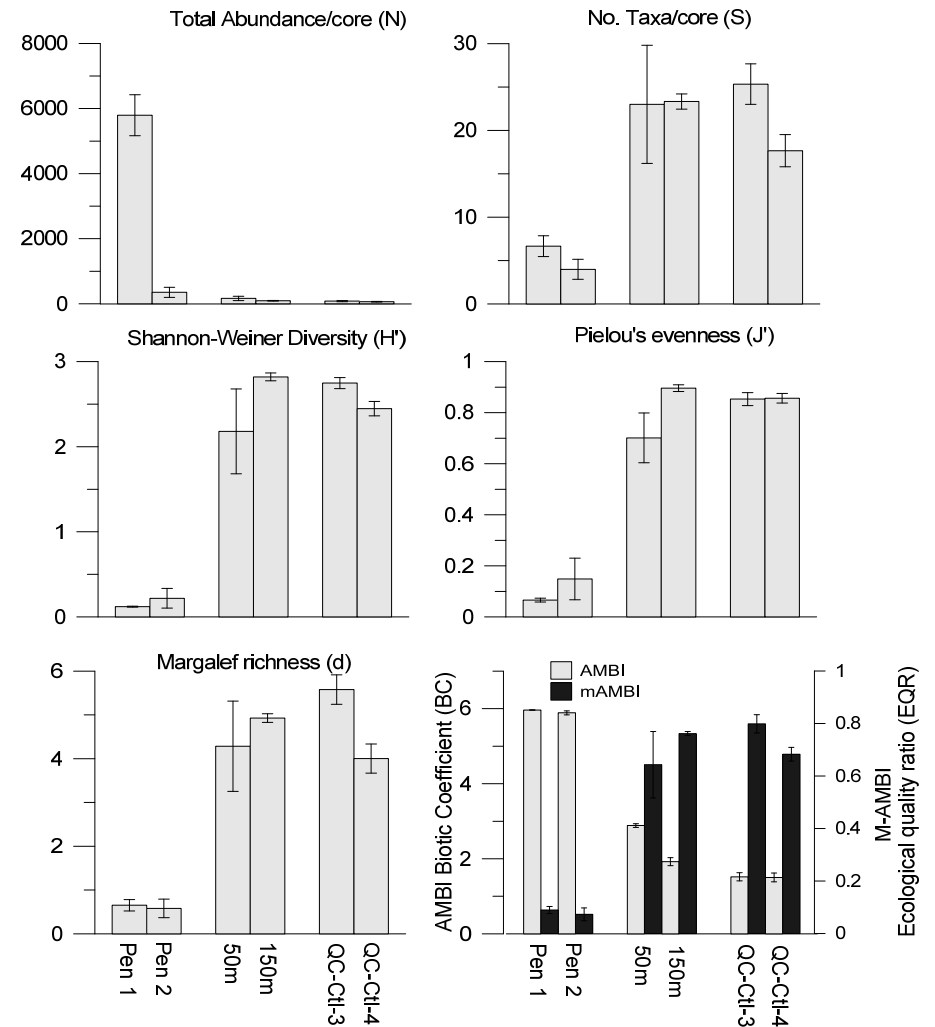 Total Abundance/core (N)
8000
6000
4000
2000
0
No. Taxa/core (S)
30
20
10
0
Shannon-Weiner Diversity (H')
3
2
1
0
Pielou's evenness (J')
1
0.8
0.6
0.4
0.2
0
Margalef richness (d)
6
4
2
0
Pen 1
Pen 2
50m
150m
QC-Ctl-3
QC-Ctl-4
AMBI
mAMBI
AMBI Biotic Coefficient (BC)
6
4
2
0
1
0.8
0.6
0.4
0.2
0
M-AMBI
Ecological quality ratio (EQR)
Pen 1
Pen 2
50m
150m
QC-Ctl-3
QC-Ctl-4